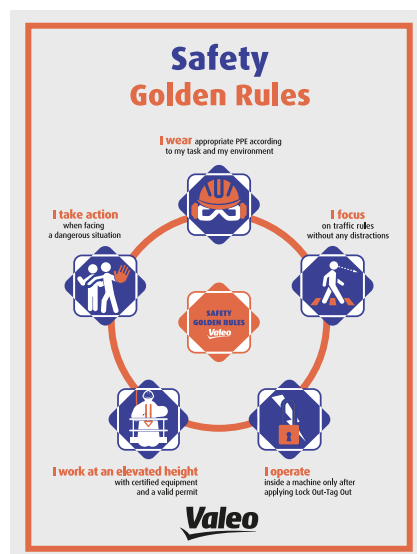 Safety
Golden Rules
I wear appropriate PPE according
to my task and my environment
I take action
when facing
a dangerous situation
I focus
on traffic rules
without any distractions
SAFETY
GOLDEN RULES
Valeo
I work at an elevated height
with certified equipment
and a valid permit
I operate
inside a machine only after
applying Lock Out-Tag Out
Valeo